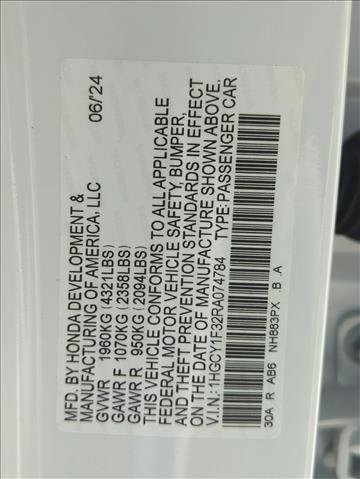 MFD. BY HONDA DEVELOPMENT & 06/24
MANUFACTURING OF AMERICA, LLC
GVWR 1960KG (4321LBS)
GAWR F 1070KG (2358LBS)
GAWR R 950KG (2094LBS)
THIS VEHICLE CONFORMS TO ALL APPLICABLE
FEDERAL MOTOR VEHICLE SAFETY, BUMPER,
AND THEFT PREVENTION STANDARDS IN EFFECT
ON THE DATE OF MANUFACTURE SHOWN ABOVE.
V.I.N.: 1HGCY1F32RA074784 TYPE: PASSENGER CAR
30A R AB6 NH883PX .B .A